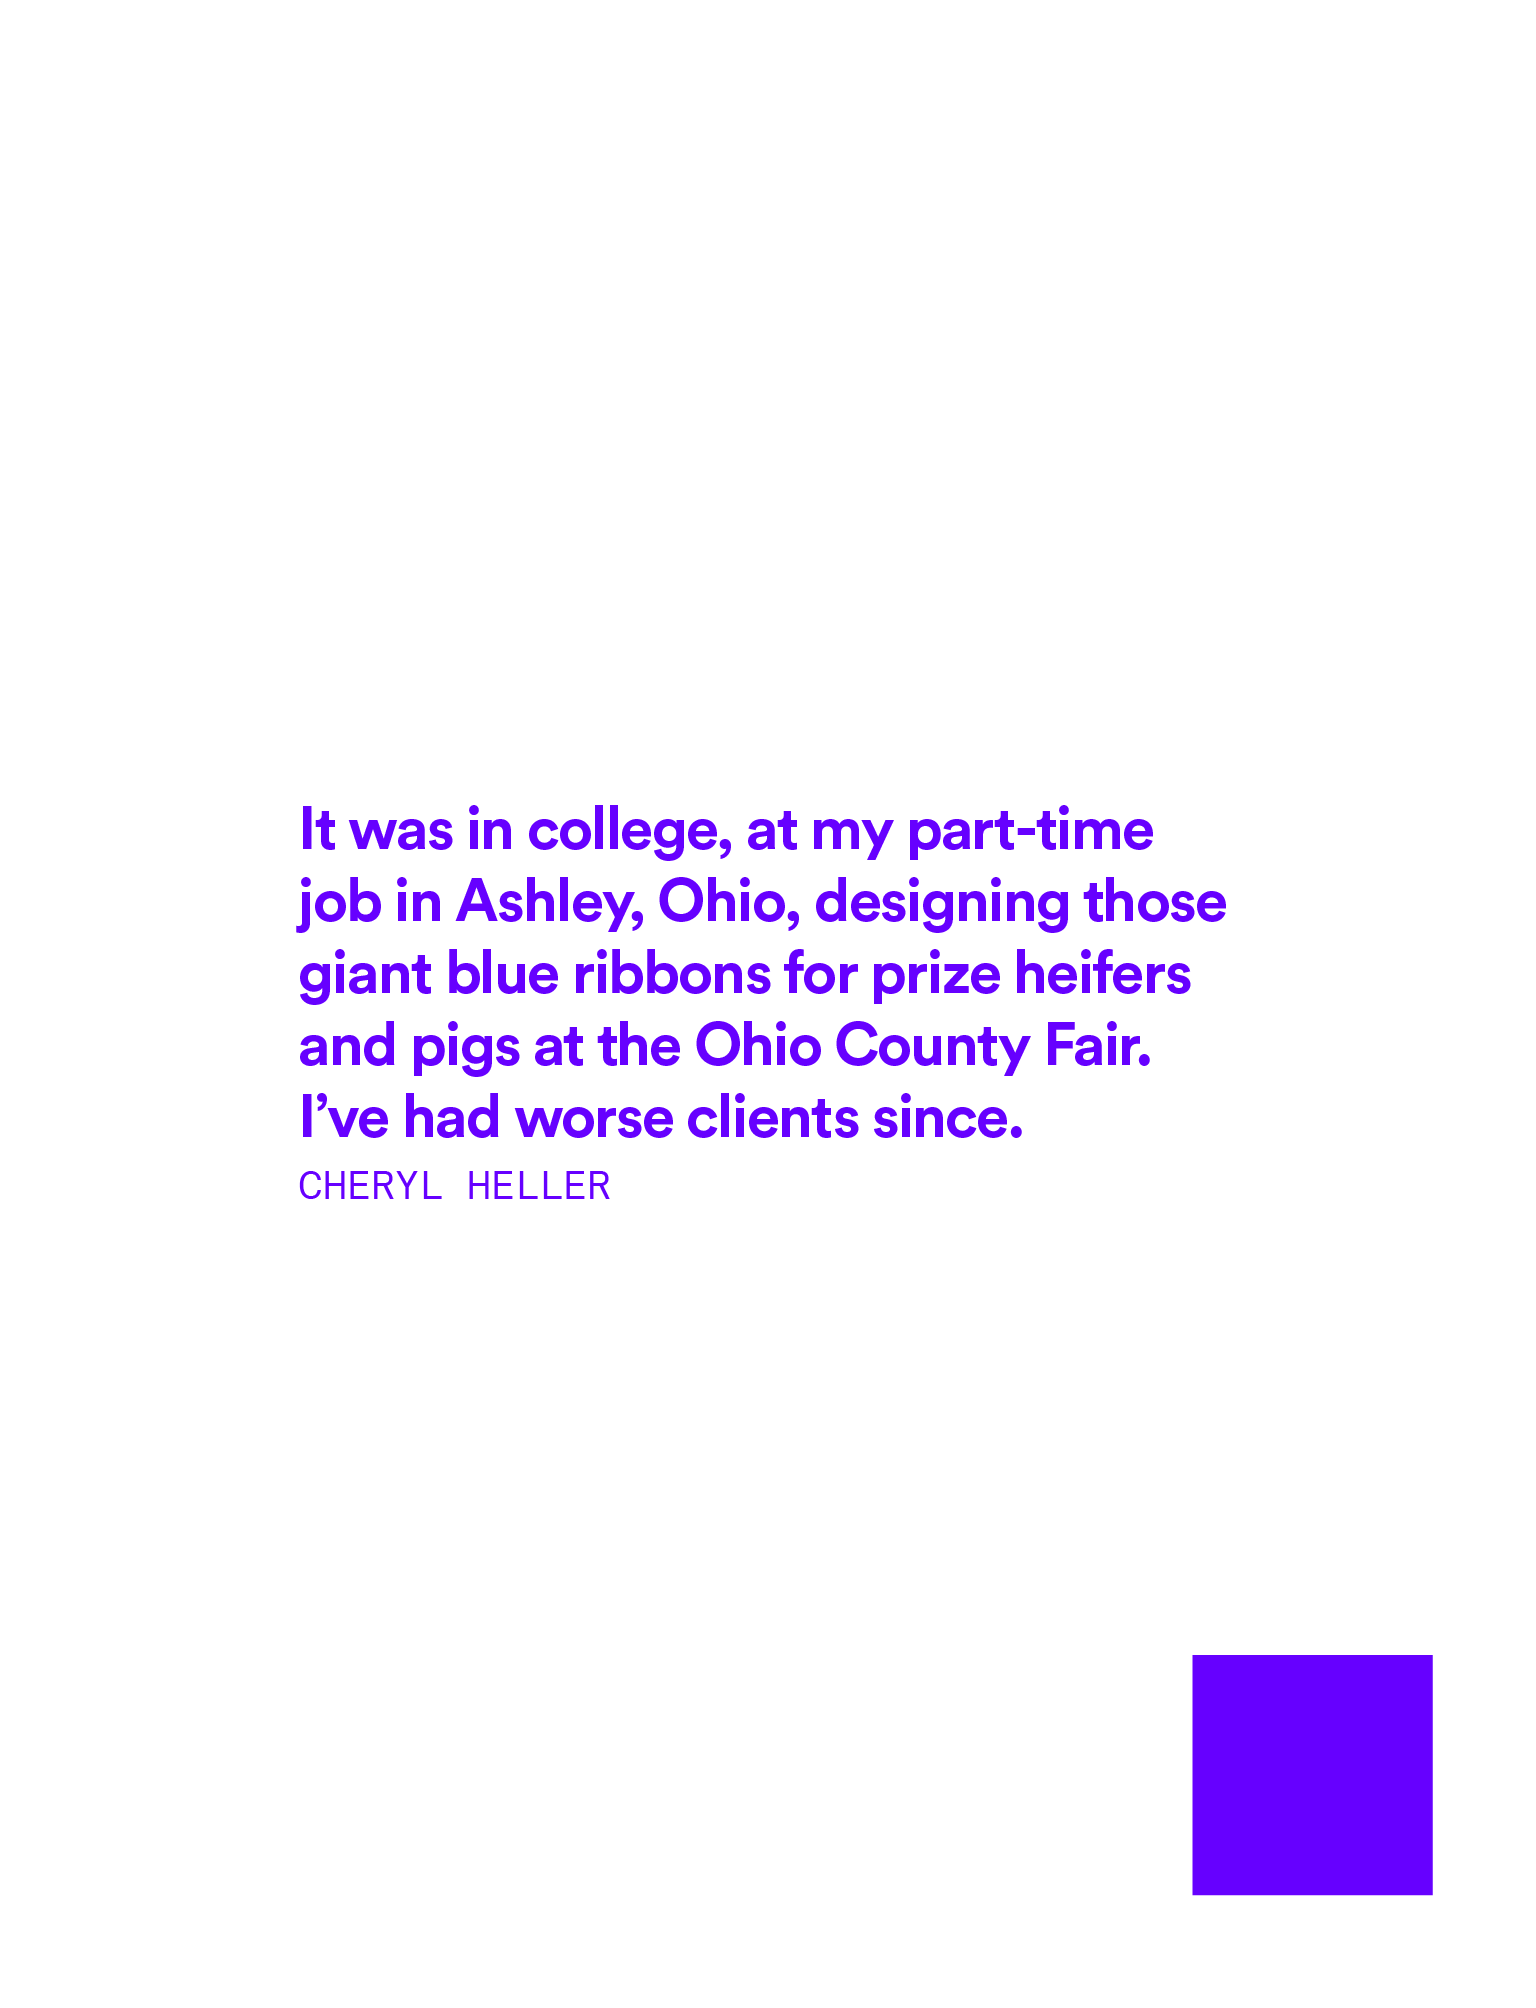 It was in college, at my part-time
job in Ashley, Ohio, designing those
giant blue ribbons for prize heifers
and pigs at the Ohio County Fair.
I’ve had worse clients since.
CHERYL HELLER